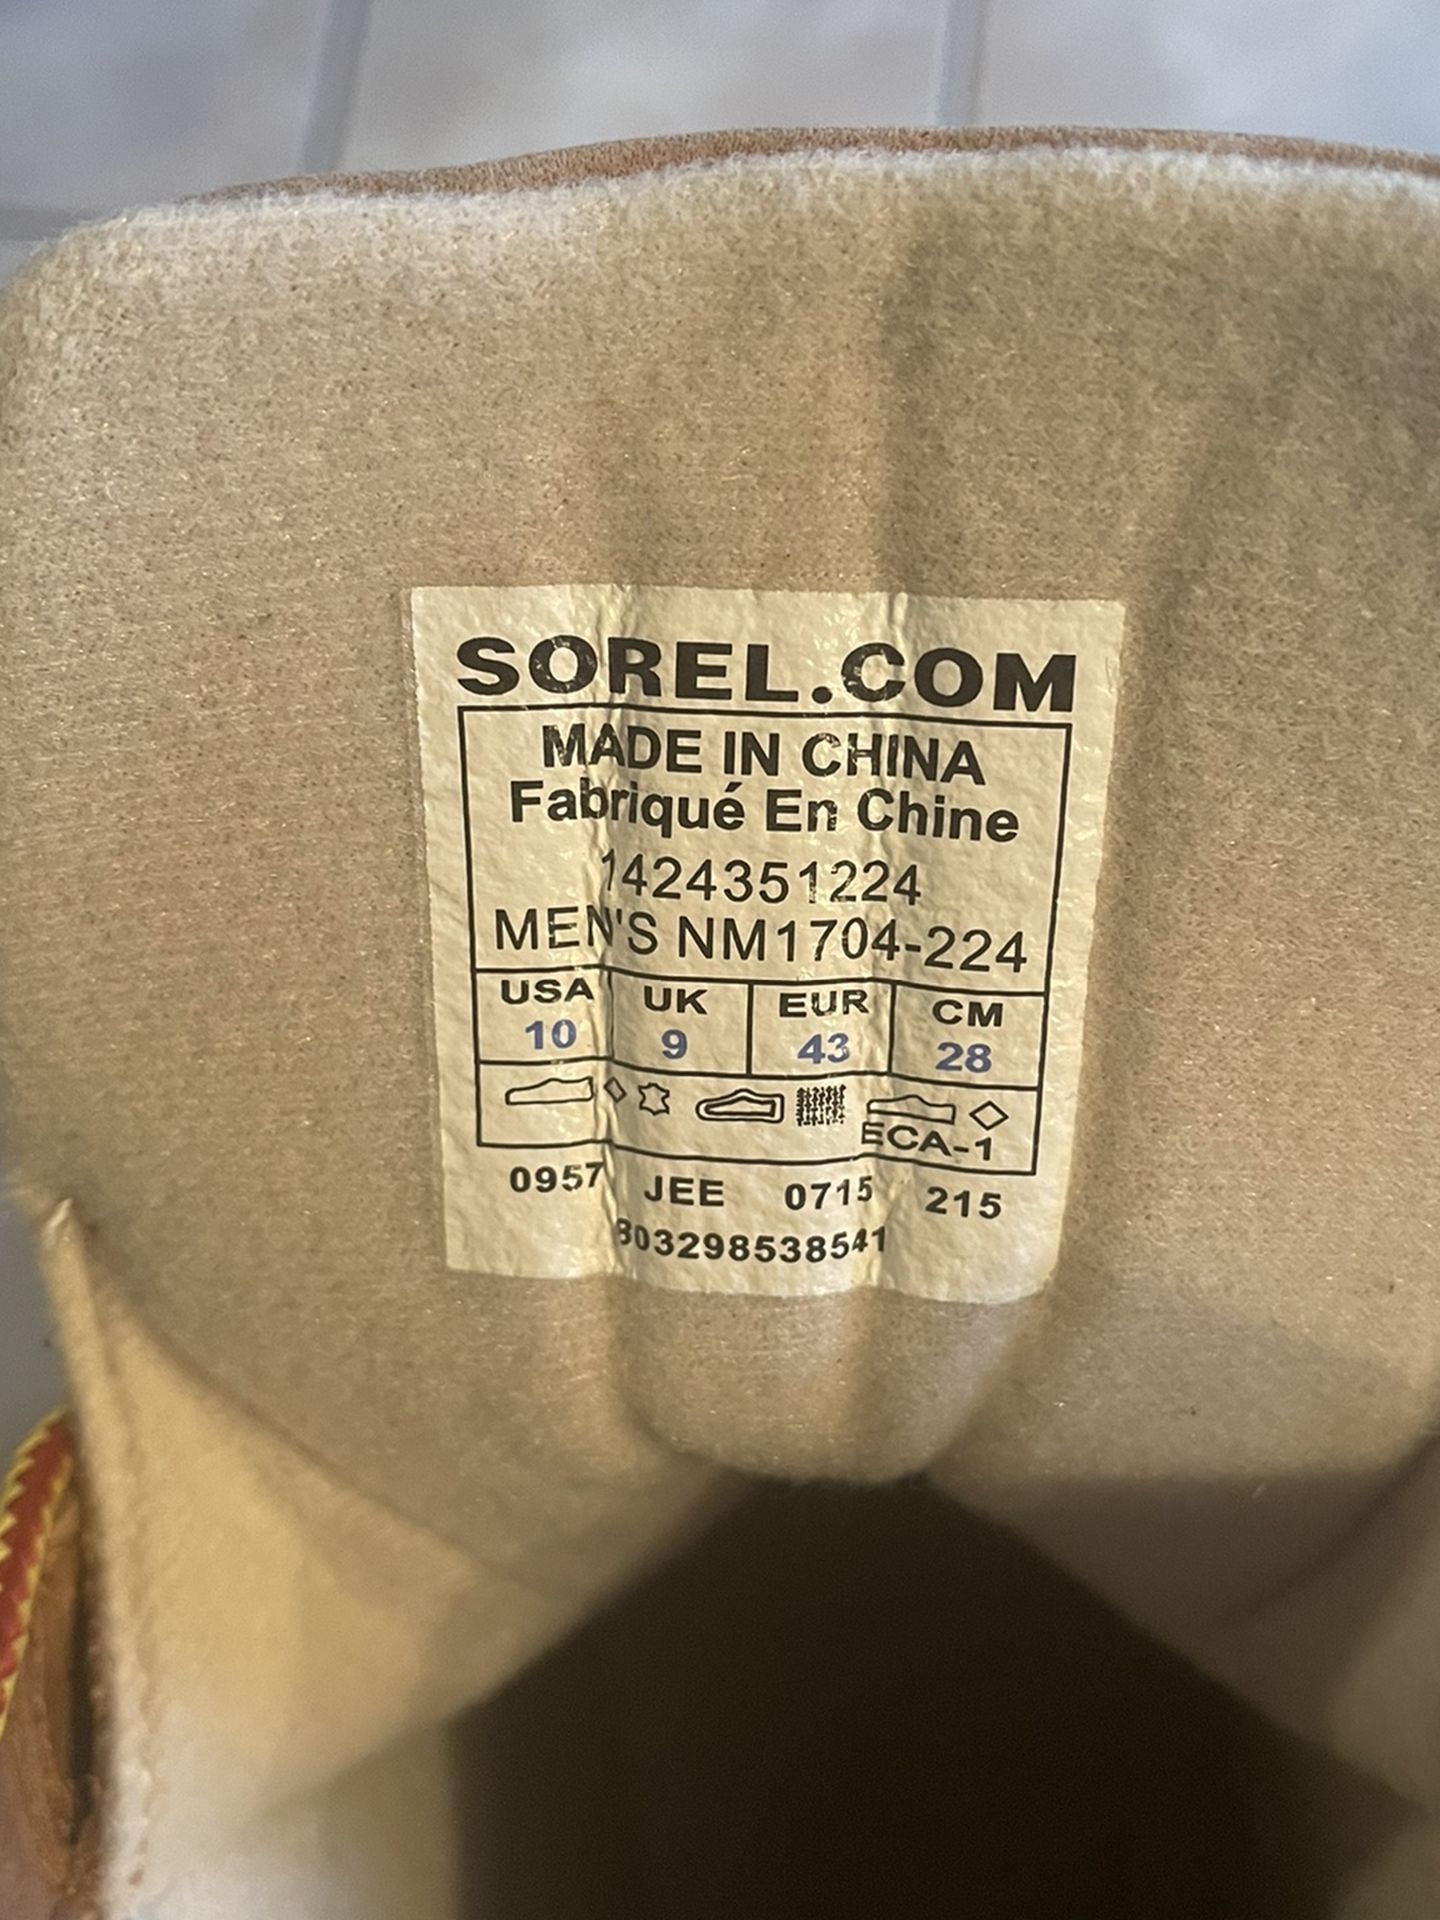 SOREL.COM
MADE IN CHINA
Fabriqué En Chine
1424351224
MEN'S NM1704-224
USA UK EUR CM
10 9 43 28
ECA-1
0957 JEE 0715 215
803298538541